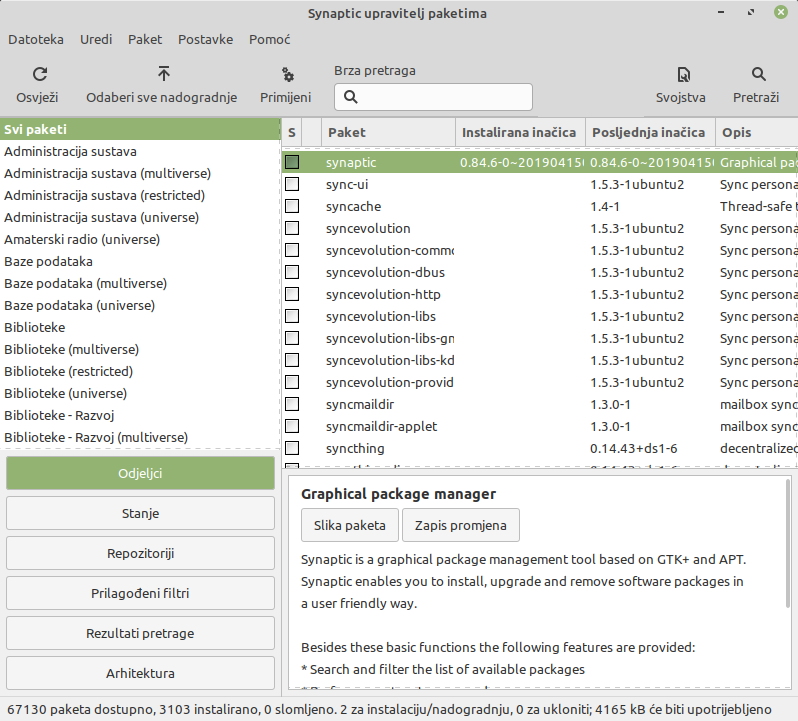 Synaptic upravitelj paketima
Datoteka Uredi Paket Postavke Pomoć
Brza pretraga
Osvježi Odaberi sve nadogradnje Primijeni Svojstva Pretraži
Svi paketi
Administracija sustava
Administracija sustava (multiverse)
Administracija sustava (restricted)
Administracija sustava (universe)
Amaterski radio (universe)
Baze podataka
Baze podataka (multiverse)
Baze podataka (universe)
Biblioteke
Biblioteke (multiverse)
Biblioteke (restricted)
Biblioteke (universe)
Biblioteke - Razvoj
Biblioteke - Razvoj (multiverse)
Odjeljci
Stanje
Repozitoriji
Prilagođeni filtri
Rezultati pretrage
Arhitektura
S Paket Instalirana inačica Posljednja inačica Opis
synaptic 0.84.6-0~20190415 0.84.6-0~20190415 Graphical pa
sync-ui 1.5.3-1ubuntu2 Sync persona
syncache 1.4-1 Thread-safe t
syncevolution 1.5.3-1ubuntu2 Sync persona
syncevolution-commo 1.5.3-1ubuntu2 Sync persona
syncevolution-dbus 1.5.3-1ubuntu2 Sync persona
syncevolution-http 1.5.3-1ubuntu2 Sync persona
syncevolution-libs 1.5.3-1ubuntu2 Sync persona
syncevolution-libs-gn 1.5.3-1ubuntu2 Sync persona
syncevolution-libs-kd 1.5.3-1ubuntu2 Sync persona
syncevolution-provid 1.5.3-1ubuntu2 Sync persona
syncmaildir 1.3.0-1 mailbox sync
syncmaildir-applet 1.3.0-1 mailbox sync
syncthing 0.14.43+ds1-6 decentralized
Graphical package manager
Slika paketa Zapis promjena
Synaptic is a graphical package management tool based on GTK+ and APT.
Synaptic enables you to install, upgrade and remove software packages in
a user friendly way.
Besides these basic functions the following features are provided:
* Search and filter the list of available packages
67130 paketa dostupno, 3103 instalirano, 0 slomljeno. 2 za instalaciju/nadogradnju, 0 za ukloniti; 4165 kB će biti upotrijebljeno